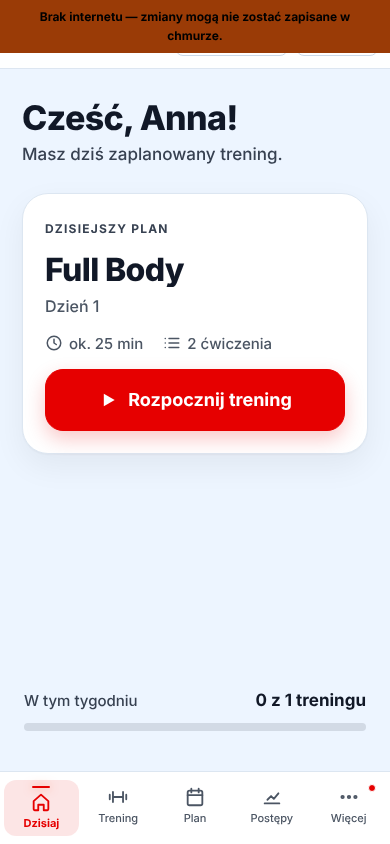 Brak internetu — zmiany mogą nie zostać zapisane w
chmurze.
Cześć, Anna!
Masz dziś zaplanowany trening.
DZISIEJSZY PLAN
Full Body
Dzień 1
ok. 25 min 2 ćwiczenia
Rozpocznij trening
W tym tygodniu 0 z 1 treningu
Dzisiaj Trening Plan Postępy Więcej